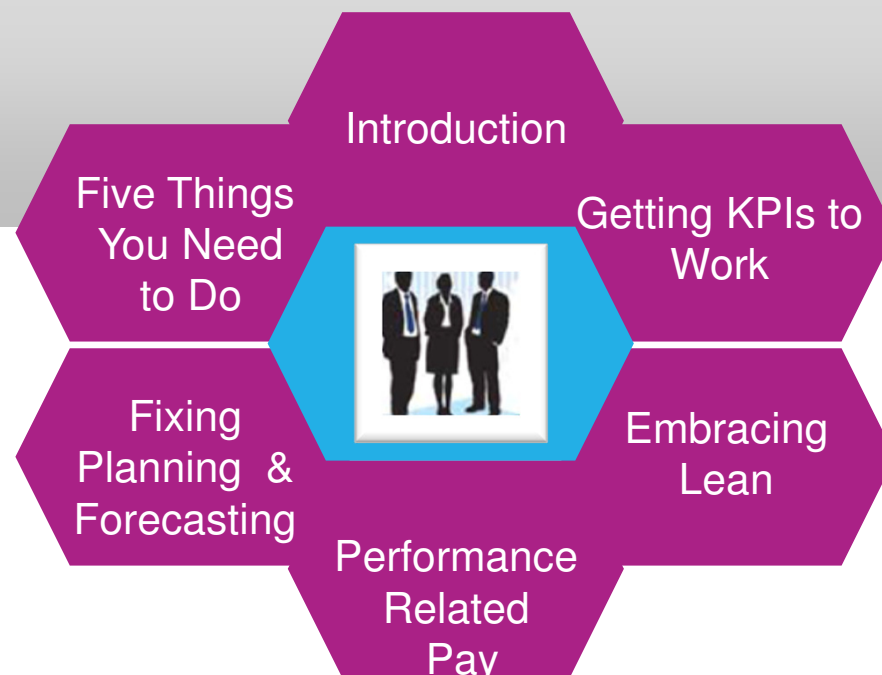 Introduction
Getting KPIs to
Work
Embracing
Lean
Performance
Related
Pay
Fixing
Planning &
Forecasting
Five Things
You Need
to Do